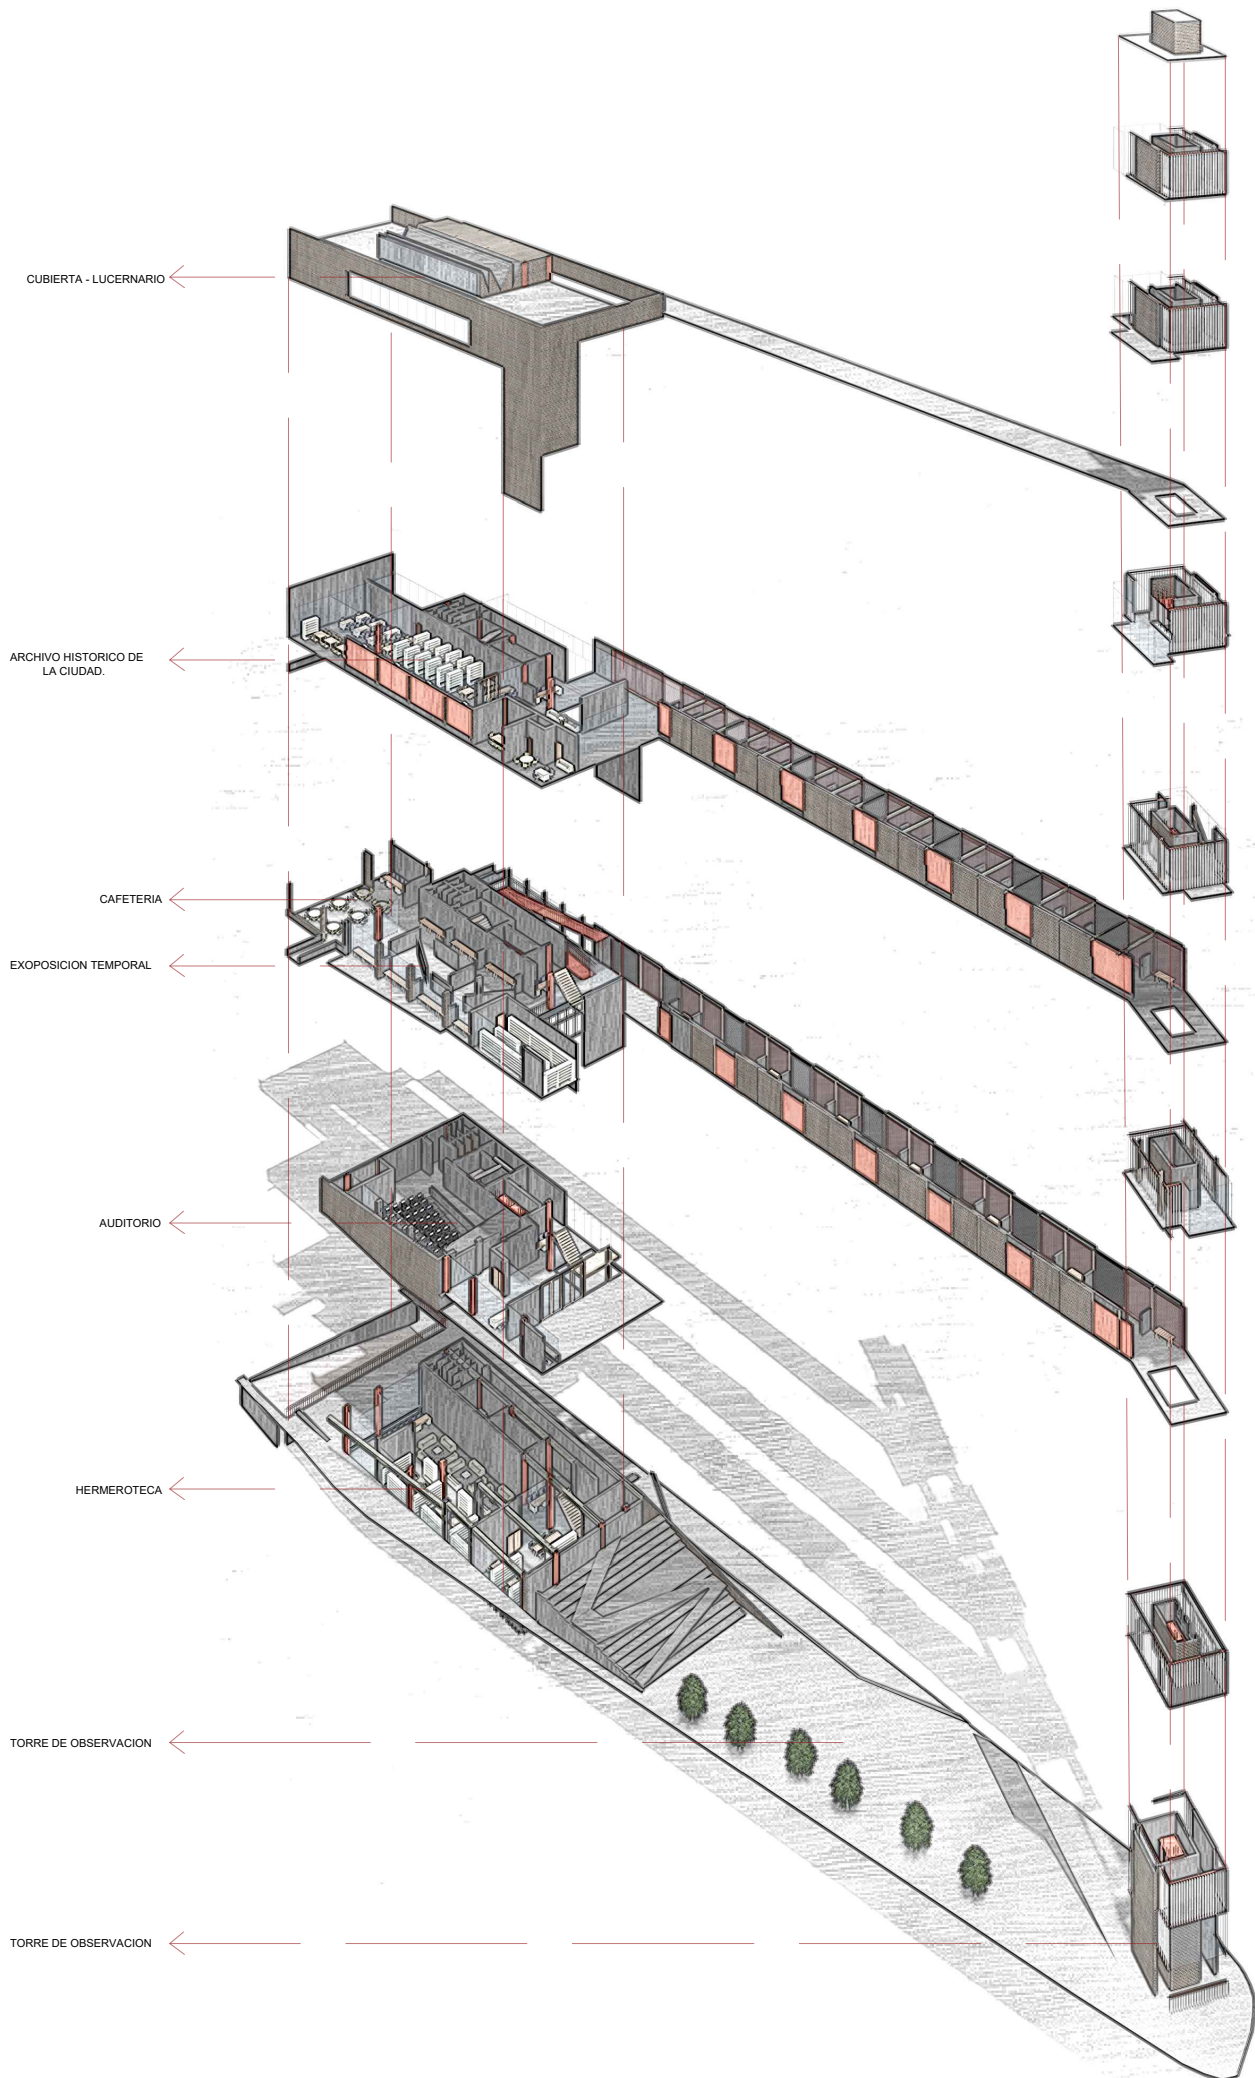 CUBIERTA - LUCERNARIO
ARCHIVO HISTORICO DE
LA CIUDAD.
CAFETERIA
EXOPOSICION TEMPORAL
AUDITORIO
HERMEROTECA
TORRE DE OBSERVACION
TORRE DE OBSERVACION